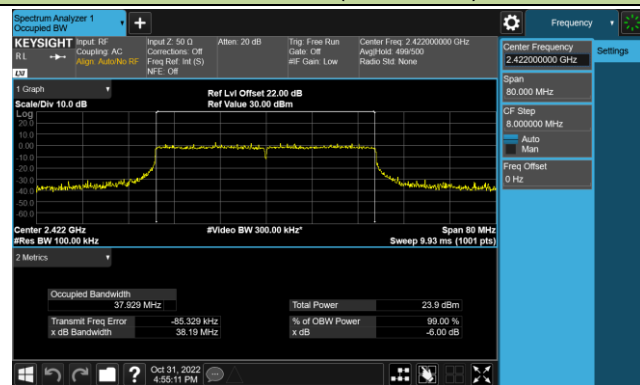 Spectrum Analyzer 1
Occupied BW
Frequency
KEYSIGHT
R L
LXI
Input: RF
Coupling: AC
Align: Auto/No RF
Input Z: 50 Ω
Corrections: Off
Freq Ref: Int (S)
NFE: Off
Atten: 20 dB
Trig: Free Run
Gate: Off
#IF Gain: Low
Center Freq: 2.422000000 GHz
Avg|Hold: 499/500
Radio Std: None
Center Frequency
2.422000000 GHz
Settings
Span
80.000 MHz
CF Step
8.000000 MHz
Auto
Man
Freq Offset
0 Hz
1 Graph
Scale/Div 10.0 dB
Ref Lvl Offset 22.00 dB
Ref Value 30.00 dBm
Log
20.0
10.0
0.00
-10.0
-20.0
-30.0
-40.0
-50.0
-60.0
Center 2.422 GHz
#Video BW 300.00 kHz*
Span 80 MHz
#Res BW 100.00 kHz
Sweep 9.93 ms (1001 pts)
2 Metrics
Occupied Bandwidth
37.929 MHz
Total Power 23.9 dBm
Transmit Freq Error -85.329 kHz
% of OBW Power 99.00 %
x dB Bandwidth 38.19 MHz
x dB -6.00 dB
?
Oct 31, 2022
4:55:11 PM